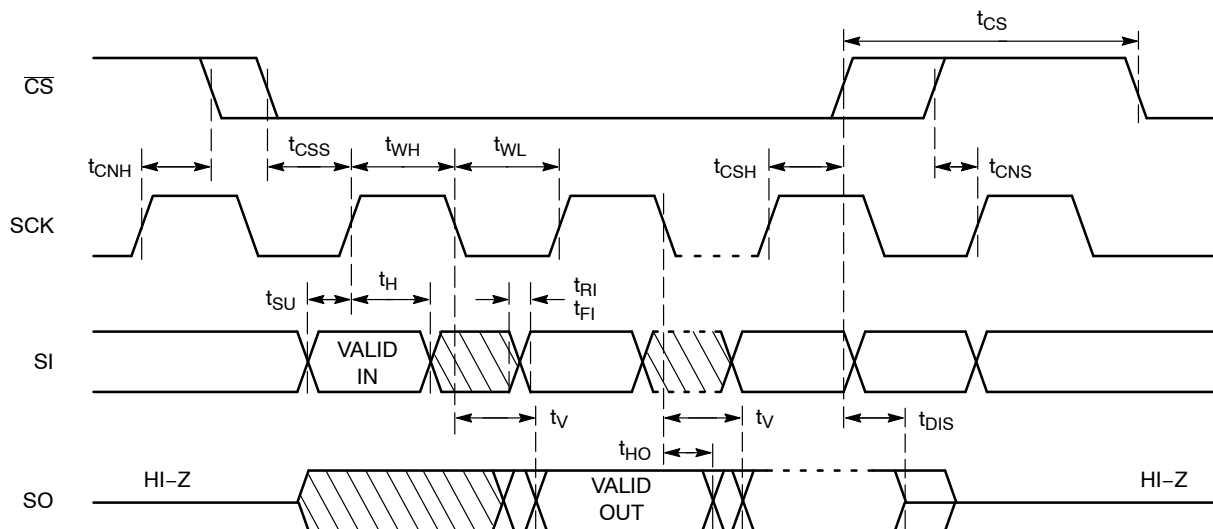 tCS
CS
tCSS tWH tWL
tCNH tCSH tCNS
SCK
tSU tH tRI
tFI
SI VALID
IN
tV tV tDIS
tHO
HI–Z VALID HI–Z
SO OUT